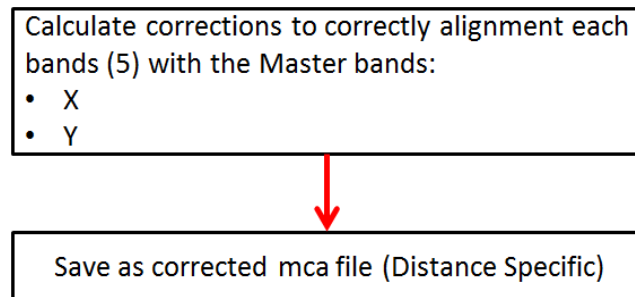 Calculate corrections to correctly alignment each
bands (5) with the Master bands:
• X
• Y
Save as corrected mca file (Distance Specific)